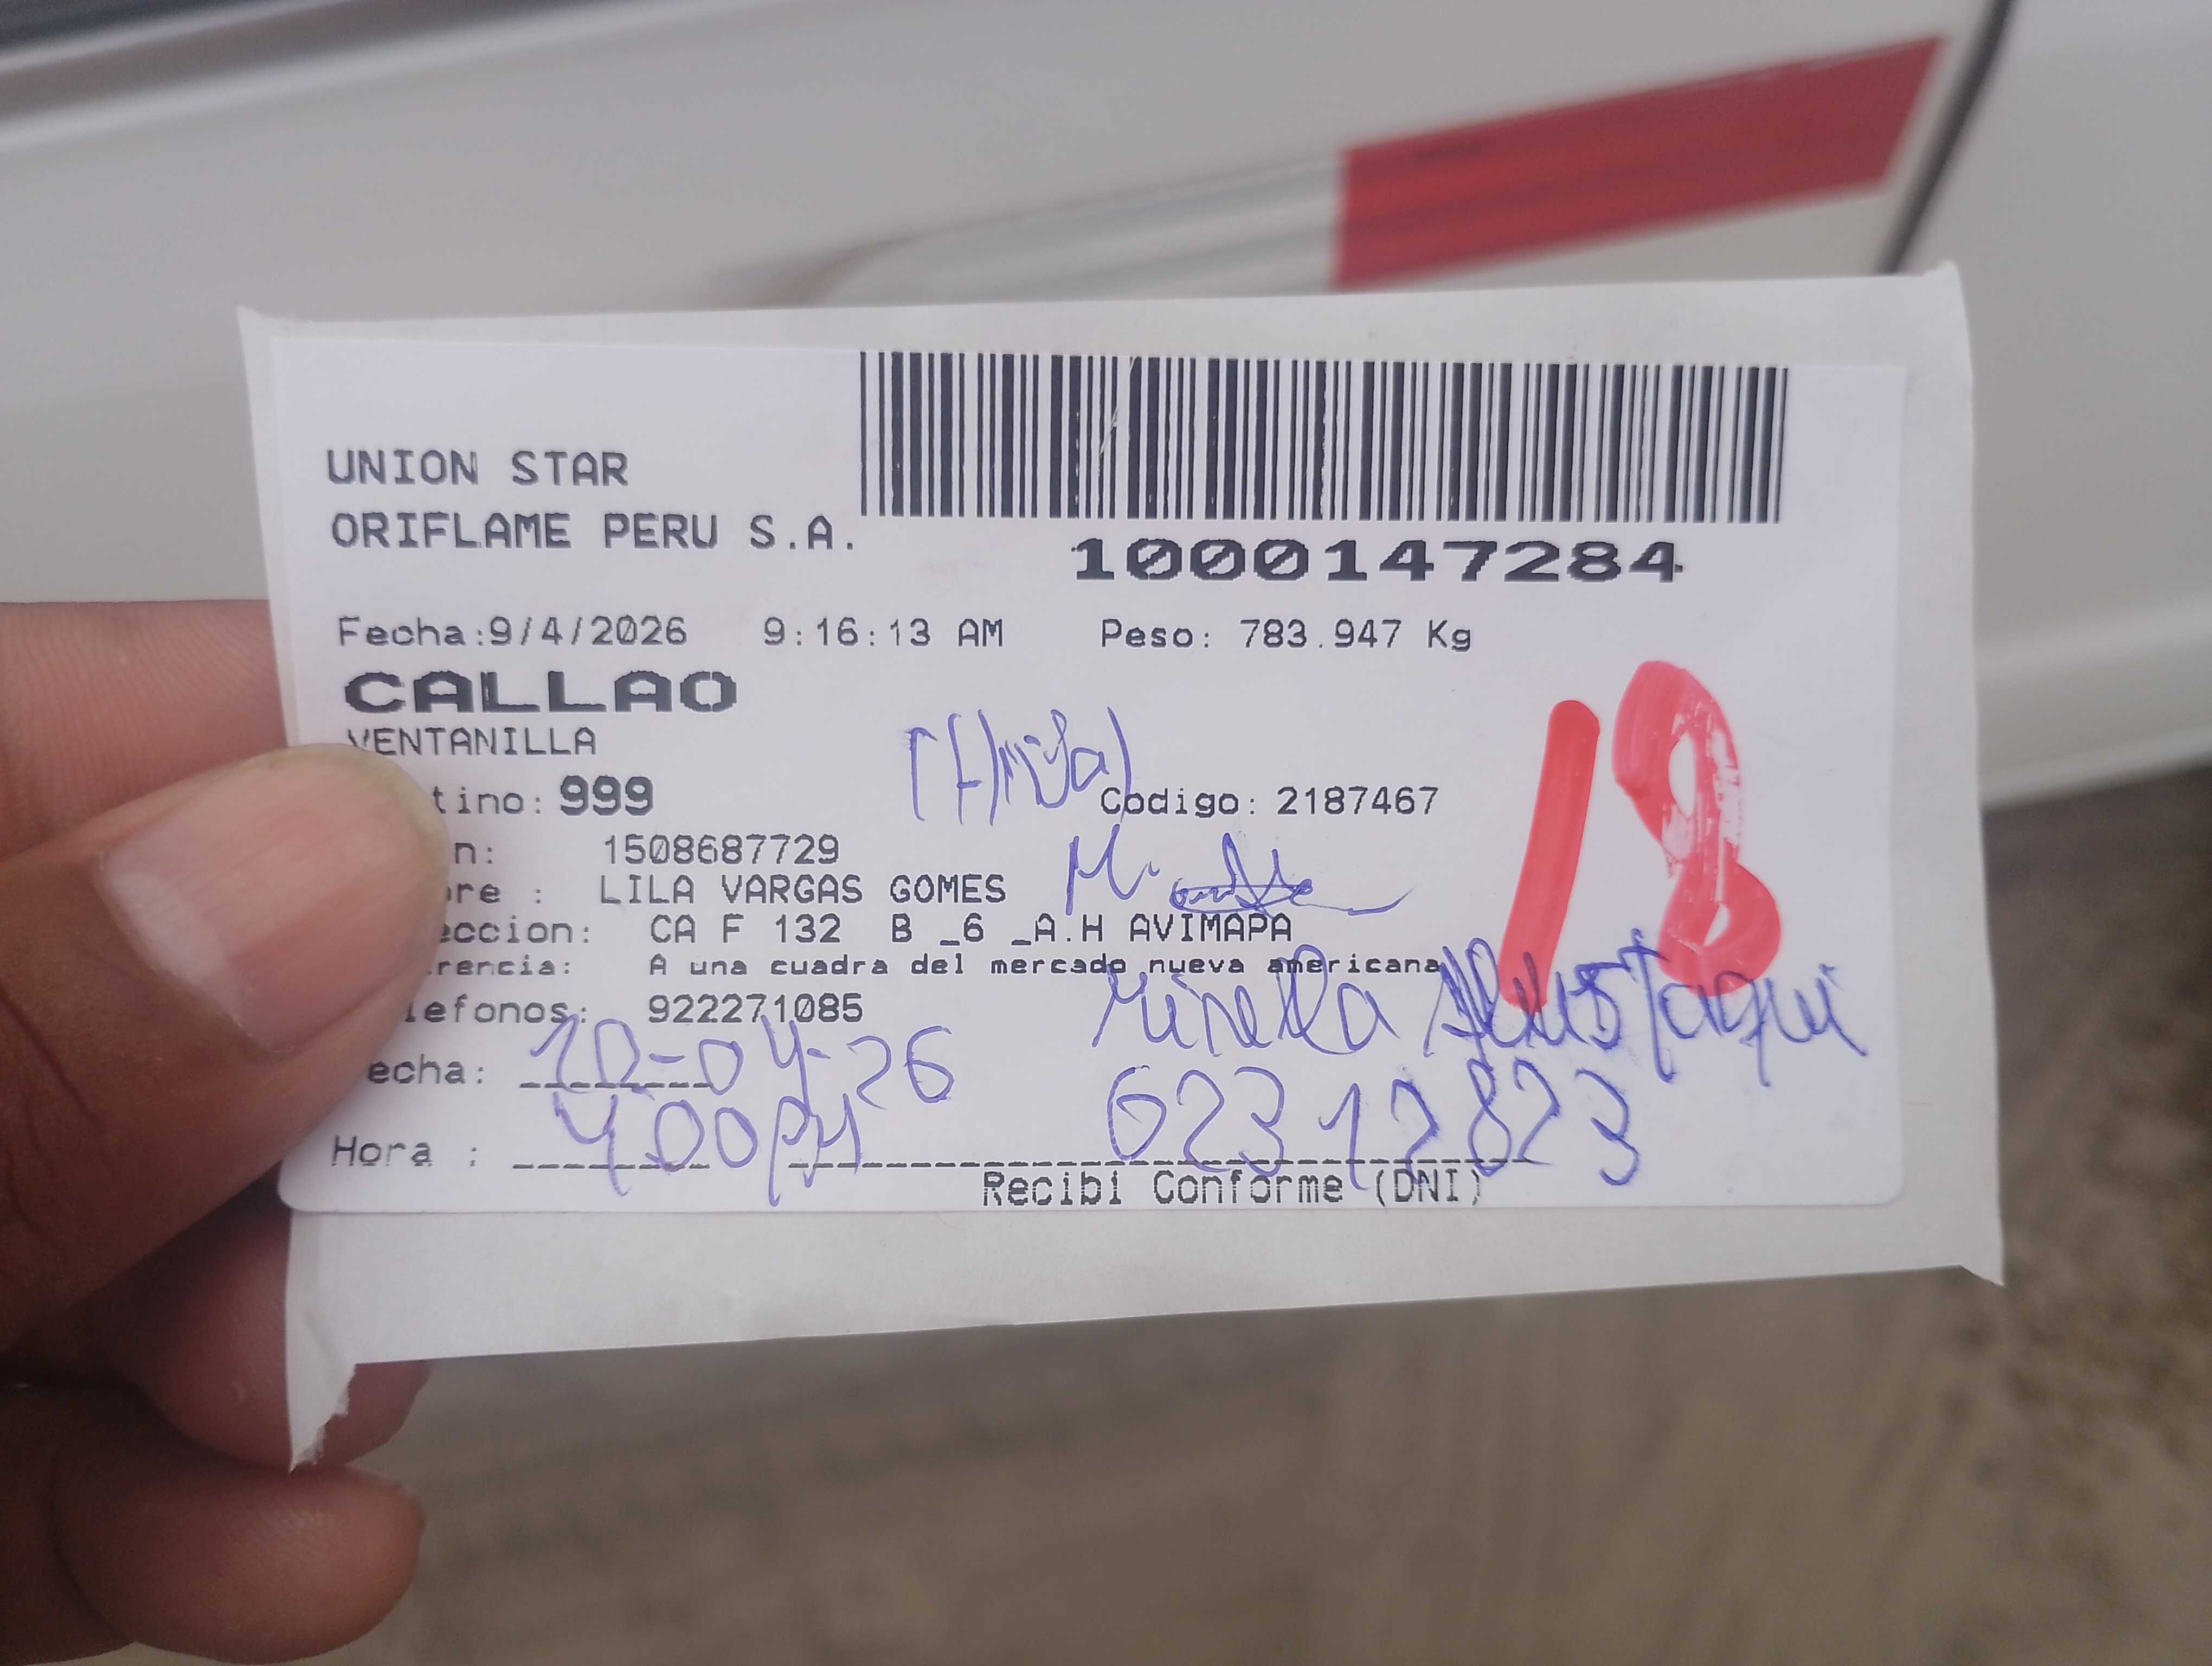 UNION STAR
ORIFLAME PERU S.A.
1000147284
Fecha:9/4/2026 9:16:13 AM Peso: 783.947 Kg
CALLAO
VENTANILLA
tino: 999 Codigo: 2187467
18
n: 1508687729
re : LILA VARGAS GOMES
eccion: CA F 132 B _6 _A.H AVIMAPA
rencia: A una cuadra del mercado nueva americana
lefonos: 922271085
Mirella
echa: 10-04-26
62312823
Hora : 4:00pm
Recibi Conforme (DNI)